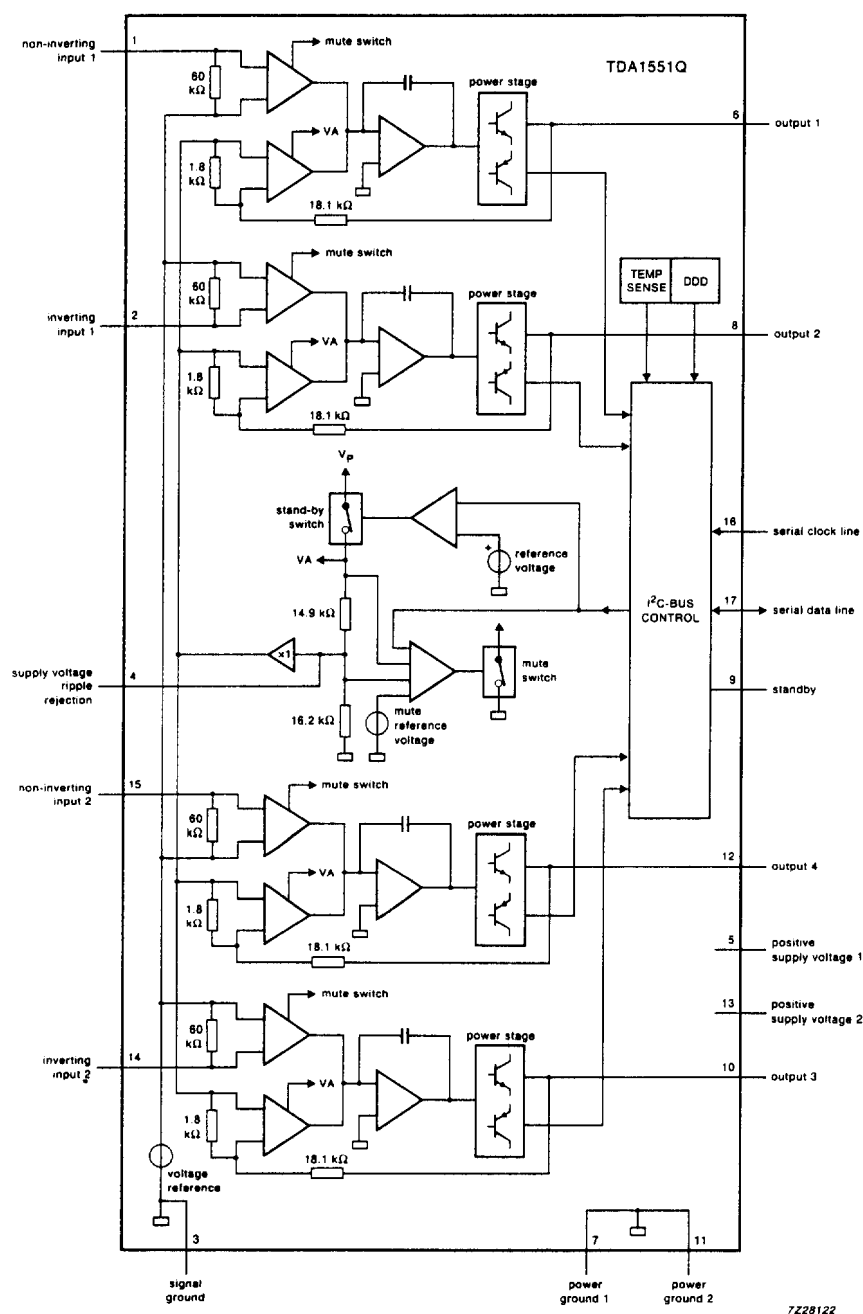 TDA1551Q
non-inverting
input 1
1
mute switch
60
kΩ
power stage
6
output 1
VA
1.8
kΩ
18.1 kΩ
mute switch
60
kΩ
power stage
inverting
input 1
2
8
output 2
VA
1.8
kΩ
18.1 kΩ
TEMP
SENSE
DDD
VP
stand-by
switch
VA
+
reference
voltage
16
serial clock line
I²C-BUS
CONTROL
17
serial data line
14.9 kΩ
×1
mute
switch
supply voltage
ripple
rejection
4
9
standby
16.2 kΩ
mute
reference
voltage
non-inverting
input 2
15
mute switch
60
kΩ
power stage
12
output 4
VA
1.8
kΩ
18.1 kΩ
5
positive
supply voltage 1
mute switch
13
positive
supply voltage 2
60
kΩ
power stage
inverting
input 2
14
10
output 3
VA
1.8
kΩ
18.1 kΩ
voltage
reference
3
7
11
signal
ground
power
ground 1
power
ground 2
7Z28122